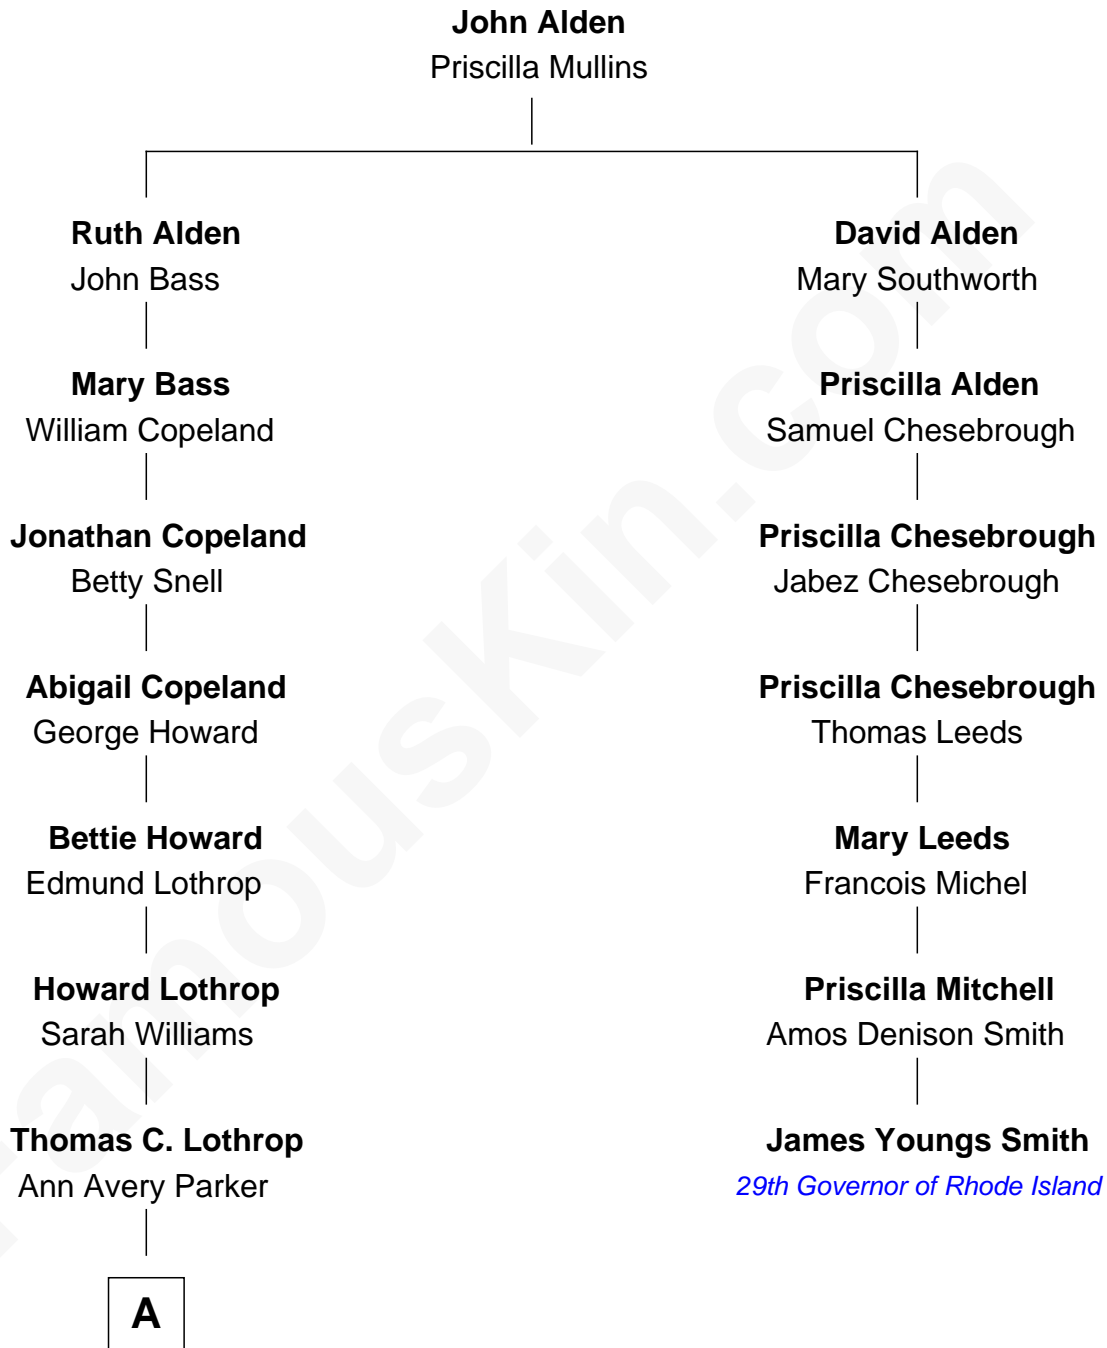 John Alden
Priscilla Mullins
Ruth Alden
John Bass
David Alden
Mary Southworth
Mary Bass
William Copeland
Priscilla Alden
Samuel Chesebrough
Jonathan Copeland
Betty Snell
Priscilla Chesebrough
Jabez Chesebrough
Abigail Copeland
George Howard
Priscilla Chesebrough
Thomas Leeds
Bettie Howard
Edmund Lothrop
Mary Leeds
Francois Michel
Howard Lothrop
Sarah Williams
Priscilla Mitchell
Amos Denison Smith
Thomas C. Lothrop
Ann Avery Parker
James Youngs Smith
29th Governor of Rhode Island
A
FamousKin.com